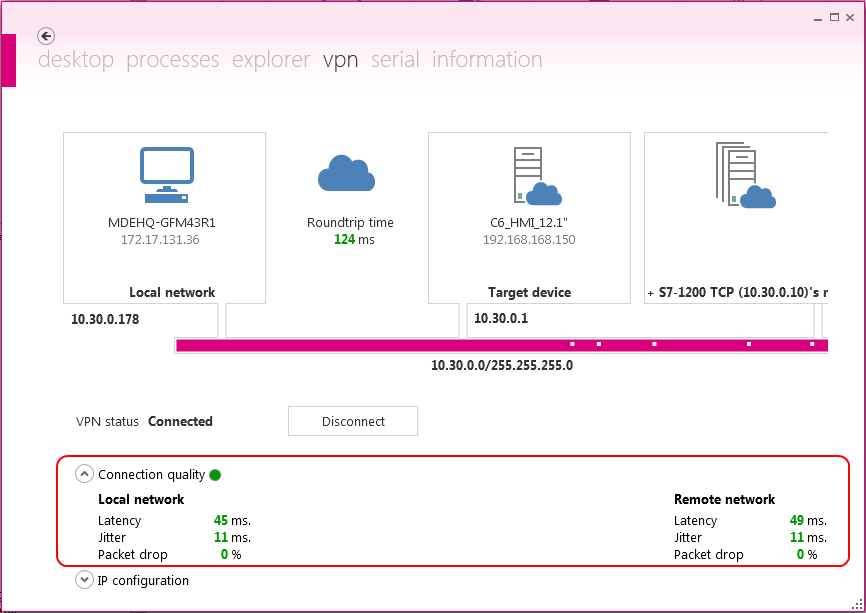 desktop processes explorer vpn serial information
MDEHQ-GFM43R1
172.17.131.36
Local network
Roundtrip time
124 ms
C6_HMI_12.1"
192.168.168.150
Target device
+ S7-1200 TCP (10.30.0.10)'s
10.30.0.178
10.30.0.1
10.30.0.0/255.255.255.0
VPN status Connected
Disconnect
Connection quality
Local network
Latency 45 ms.
Jitter 11 ms.
Packet drop 0 %
Remote network
Latency 49 ms.
Jitter 11 ms.
Packet drop 0 %
IP configuration